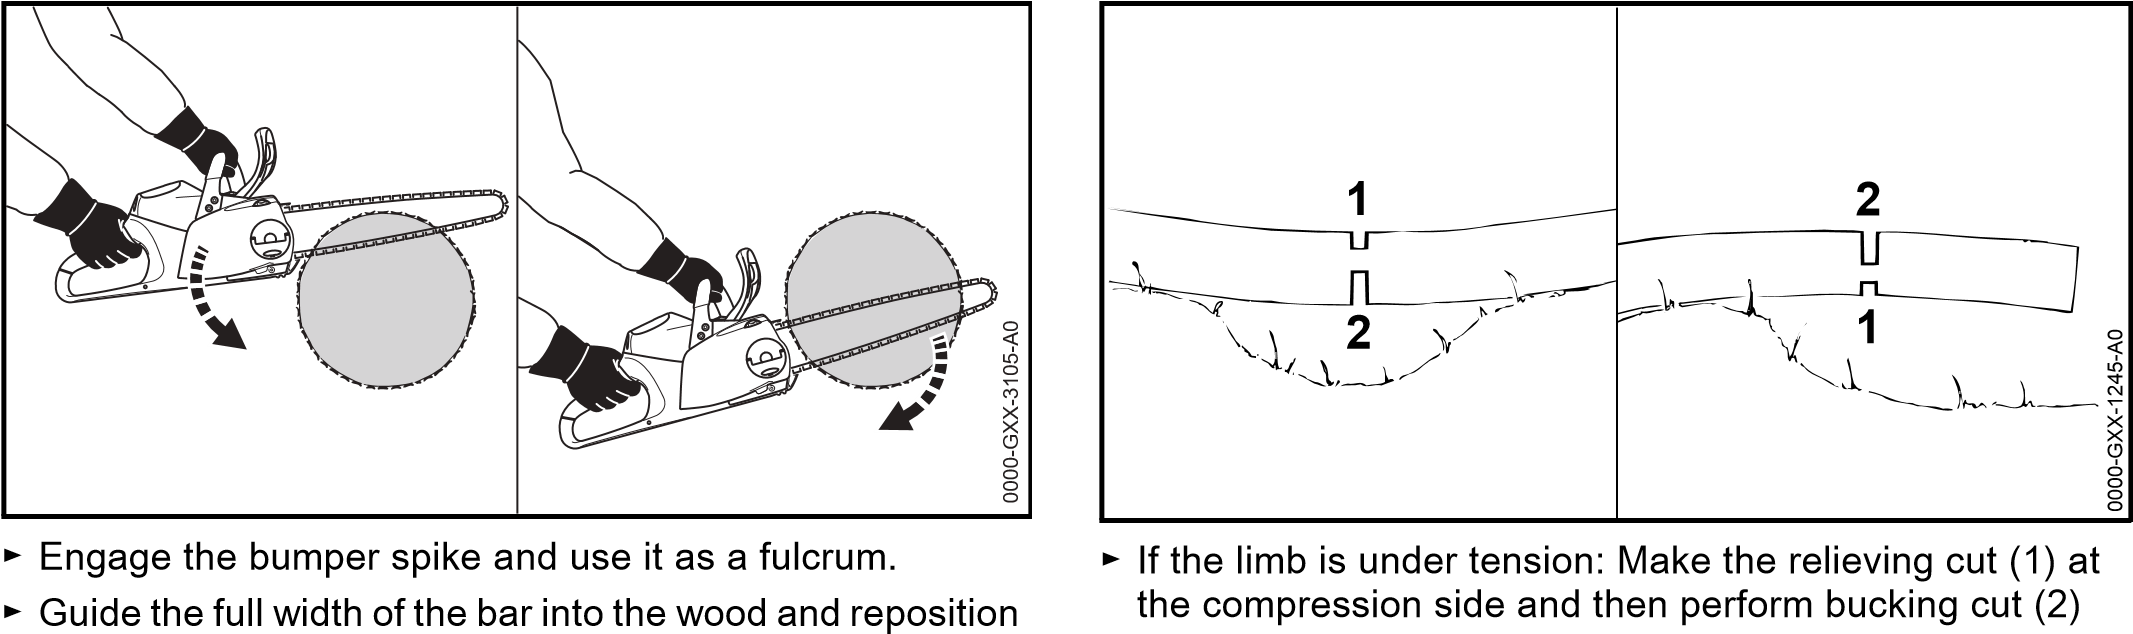 0000-GXX-3105-A0
► Engage the bumper spike and use it as a fulcrum.
► Guide the full width of the bar into the wood and reposition
1
2
2
1
0000-GXX-1245-A0
► If the limb is under tension: Make the relieving cut (1) at
the compression side and then perform bucking cut (2)